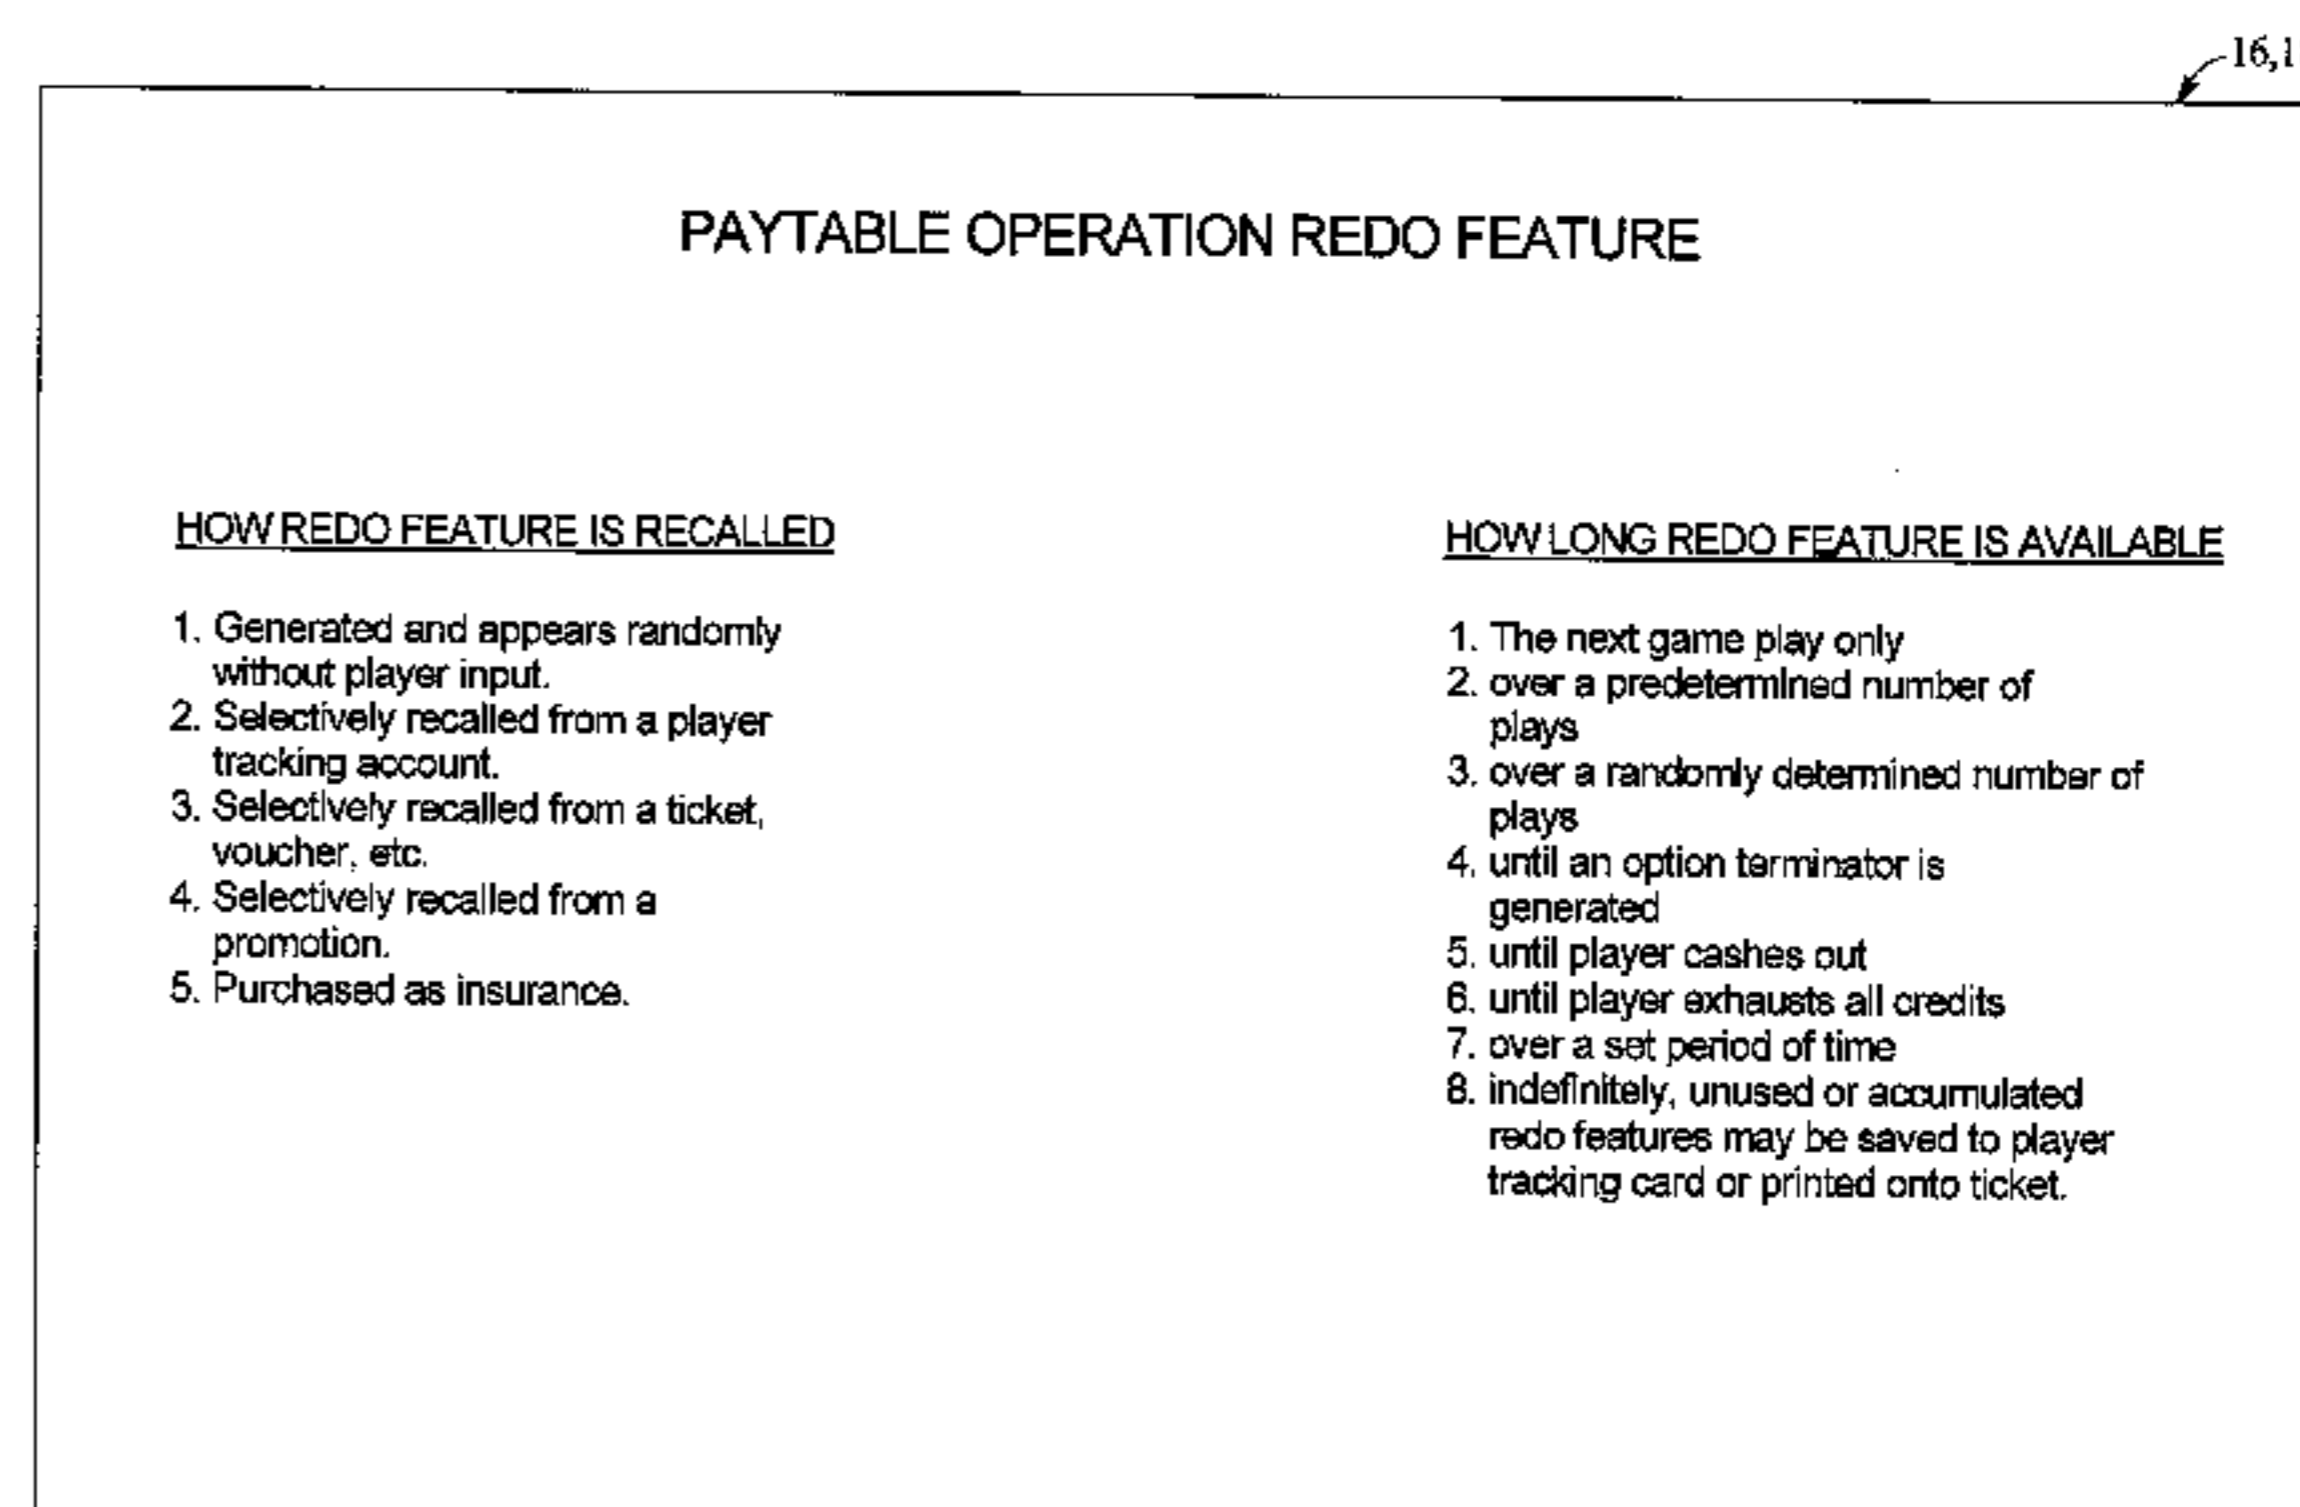 16,1
PAYTABLE OPERATION REDO FEATURE
HOW REDO FEATURE IS RECALLED
1. Generated and appears randomly
without player input.
2. Selectively recalled from a player
tracking account.
3. Selectively recalled from a ticket,
voucher, etc.
4. Selectively recalled from a
promotion.
5. Purchased as insurance.
HOW LONG REDO FEATURE IS AVAILABLE
1. The next game play only
2. over a predetermined number of
plays
3. over a randomly determined number of
plays
4. until an option terminator is
generated
5. until player cashes out
6. until player exhausts all credits
7. over a set period of time
8. indefinitely, unused or accumulated
redo features may be saved to player
tracking card or printed onto ticket.